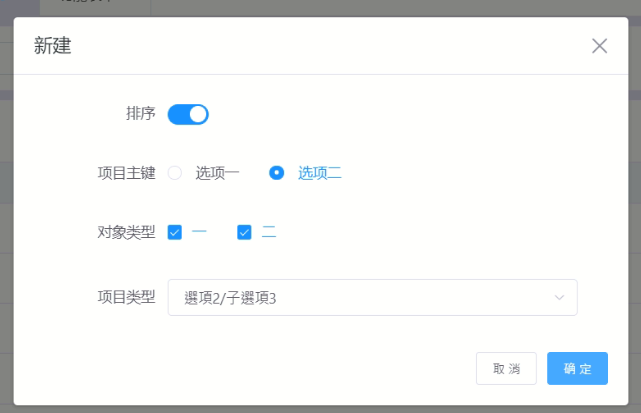 新建
排序
项目主键 选项一 选项二
对象类型 一 二
项目类型 選項2/子選項3
取消 确定